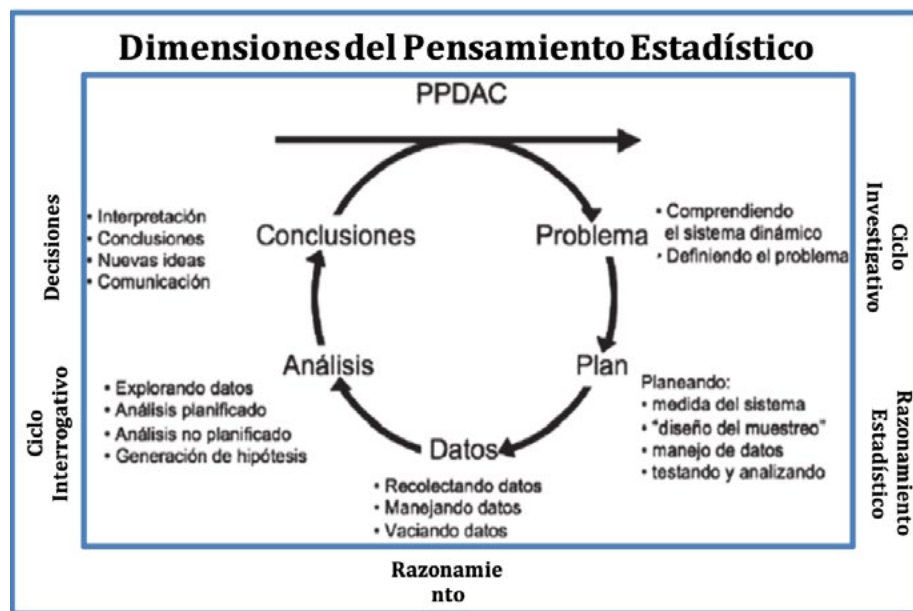 Dimensiones del Pensamiento Estadístico
PPDAC
Conclusiones
• Interpretación
• Conclusiones
• Nuevas ideas
• Comunicación
Problema
• Comprendiendo
el sistema dinámico
• Definiendo el problema
Análisis
• Explorando datos
• Análisis planificado
• Análisis no planificado
• Generación de hipótesis
Plan
Planeando:
• medida del sistema
• "diseño del muestreo"
• manejo de datos
• testando y analizando
Datos
• Recolectando datos
• Manejando datos
• Vaciando datos
Decisiones
Ciclo
Interrogativo
Ciclo
Investigativo
Razonamiento
Estadístico
Razonamie
nto